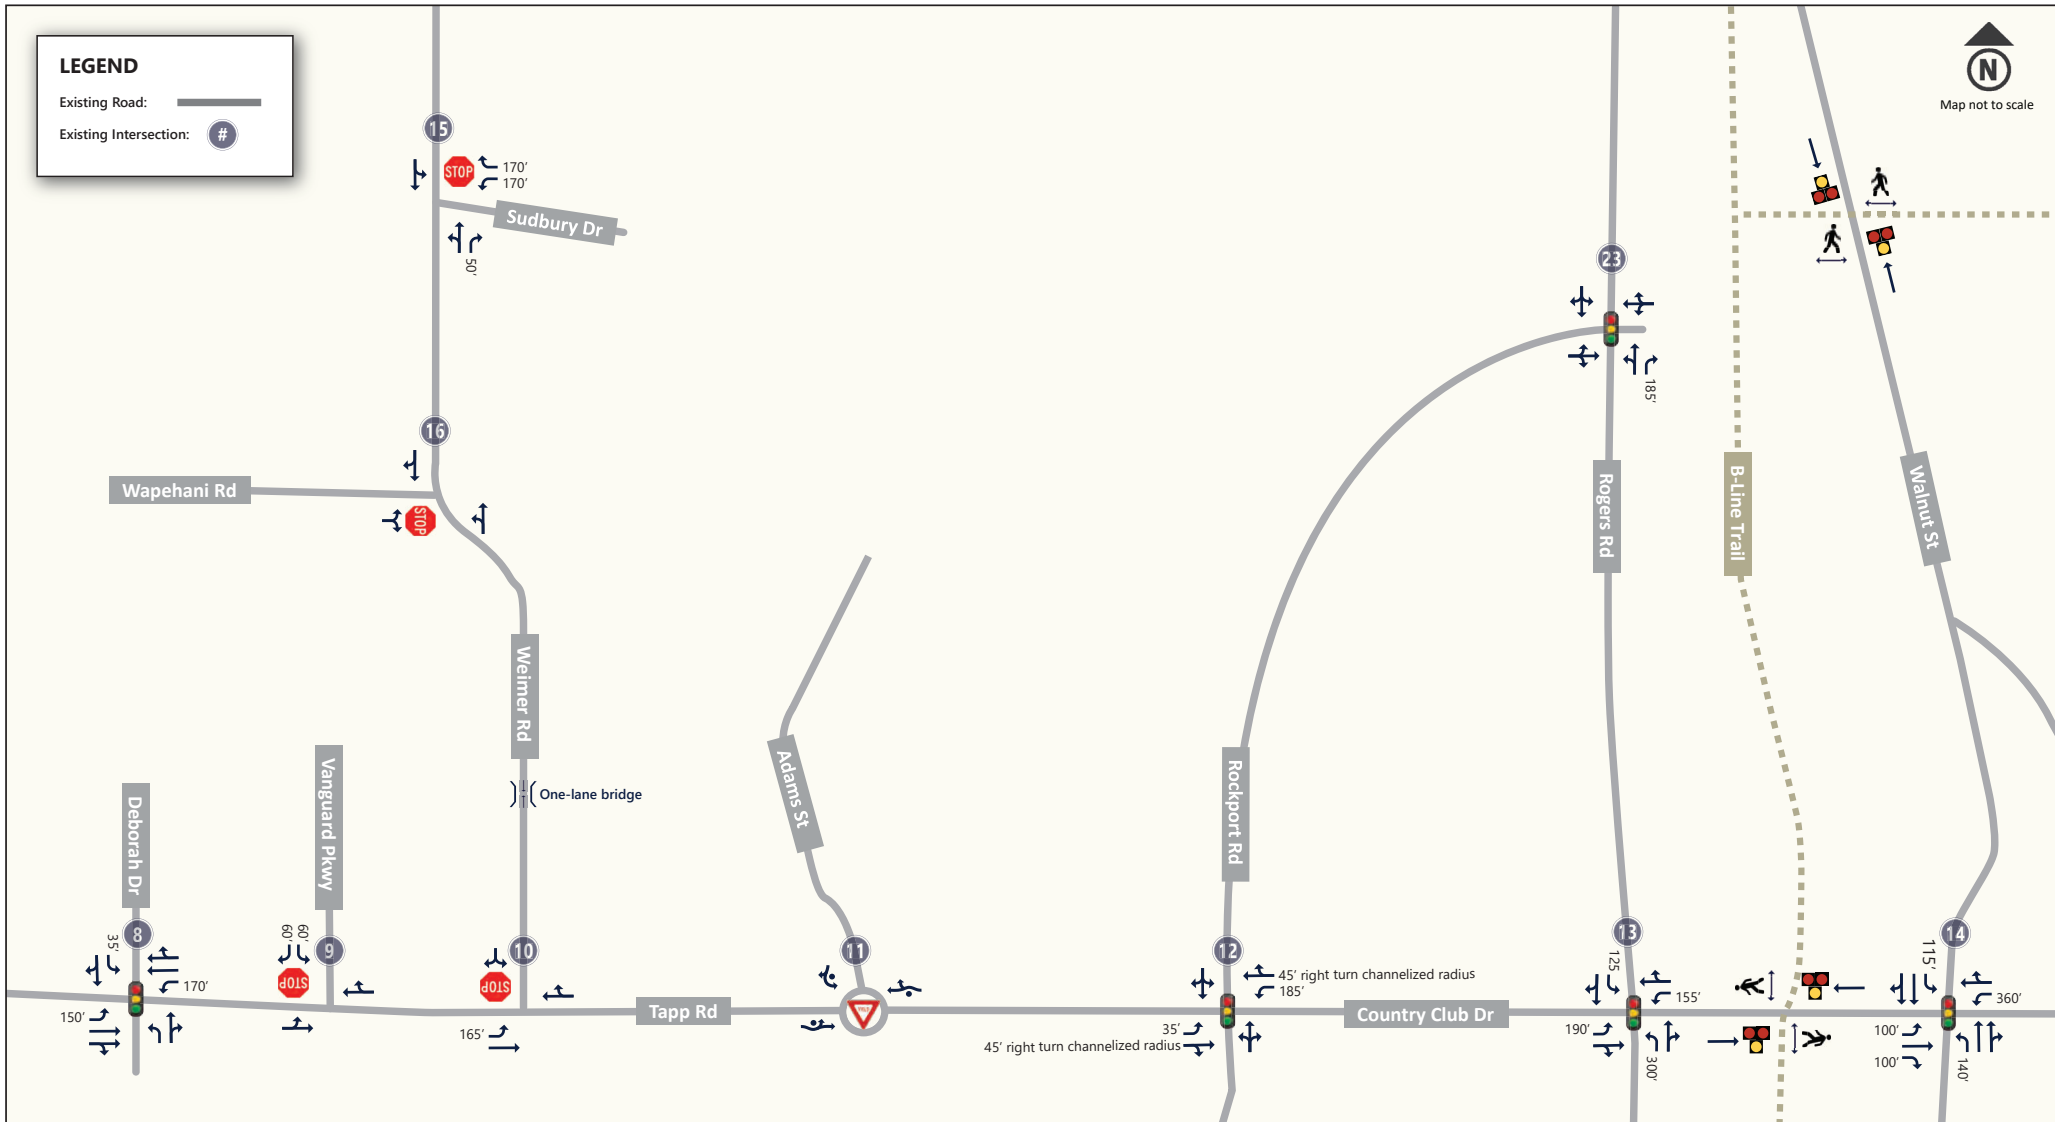 LEGEND
Existing Road:
Existing Intersection: #
N
Map not to scale
15
STOP
170'
170'
Sudbury Dr
50'
23
185'
16
Wapehani Rd
STOP
Rogers Rd
B-Line Trail
Walnut St
Weimer Rd
One-lane bridge
Adams St
Rockport Rd
Vanguard Pkwy
Deborah Dr
8
35'
170'
150'
9
60'
60'
STOP
10
STOP
165'
Tapp Rd
11
12
45' right turn channelized radius
185'
35'
45' right turn channelized radius
Country Club Dr
13
125
155'
190'
300'
14
115'
360'
100'
100'
140'